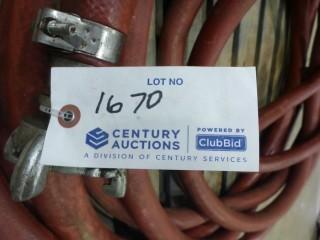 LOT NO
1670
CENTURY AUCTIONS
POWERED BY
ClubBid
A DIVISION OF CENTURY SERVICES